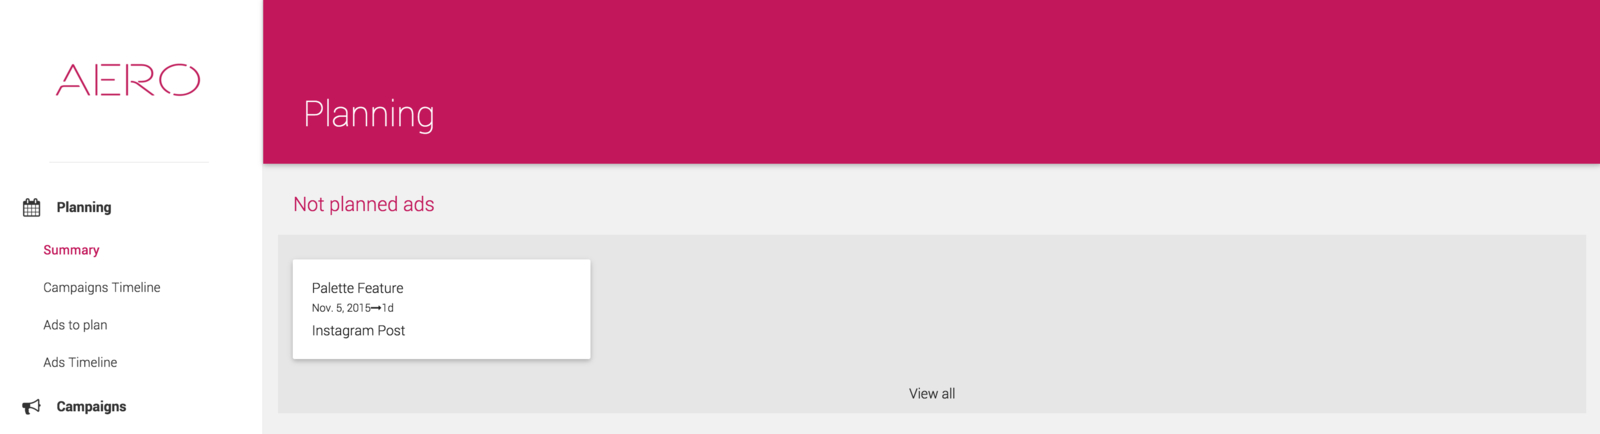 AERO
Planning
Summary
Campaigns Timeline
Ads to plan
Ads Timeline
Campaigns
Planning
Not planned ads
Palette Feature
Nov. 5, 2015→1d
Instagram Post
View all